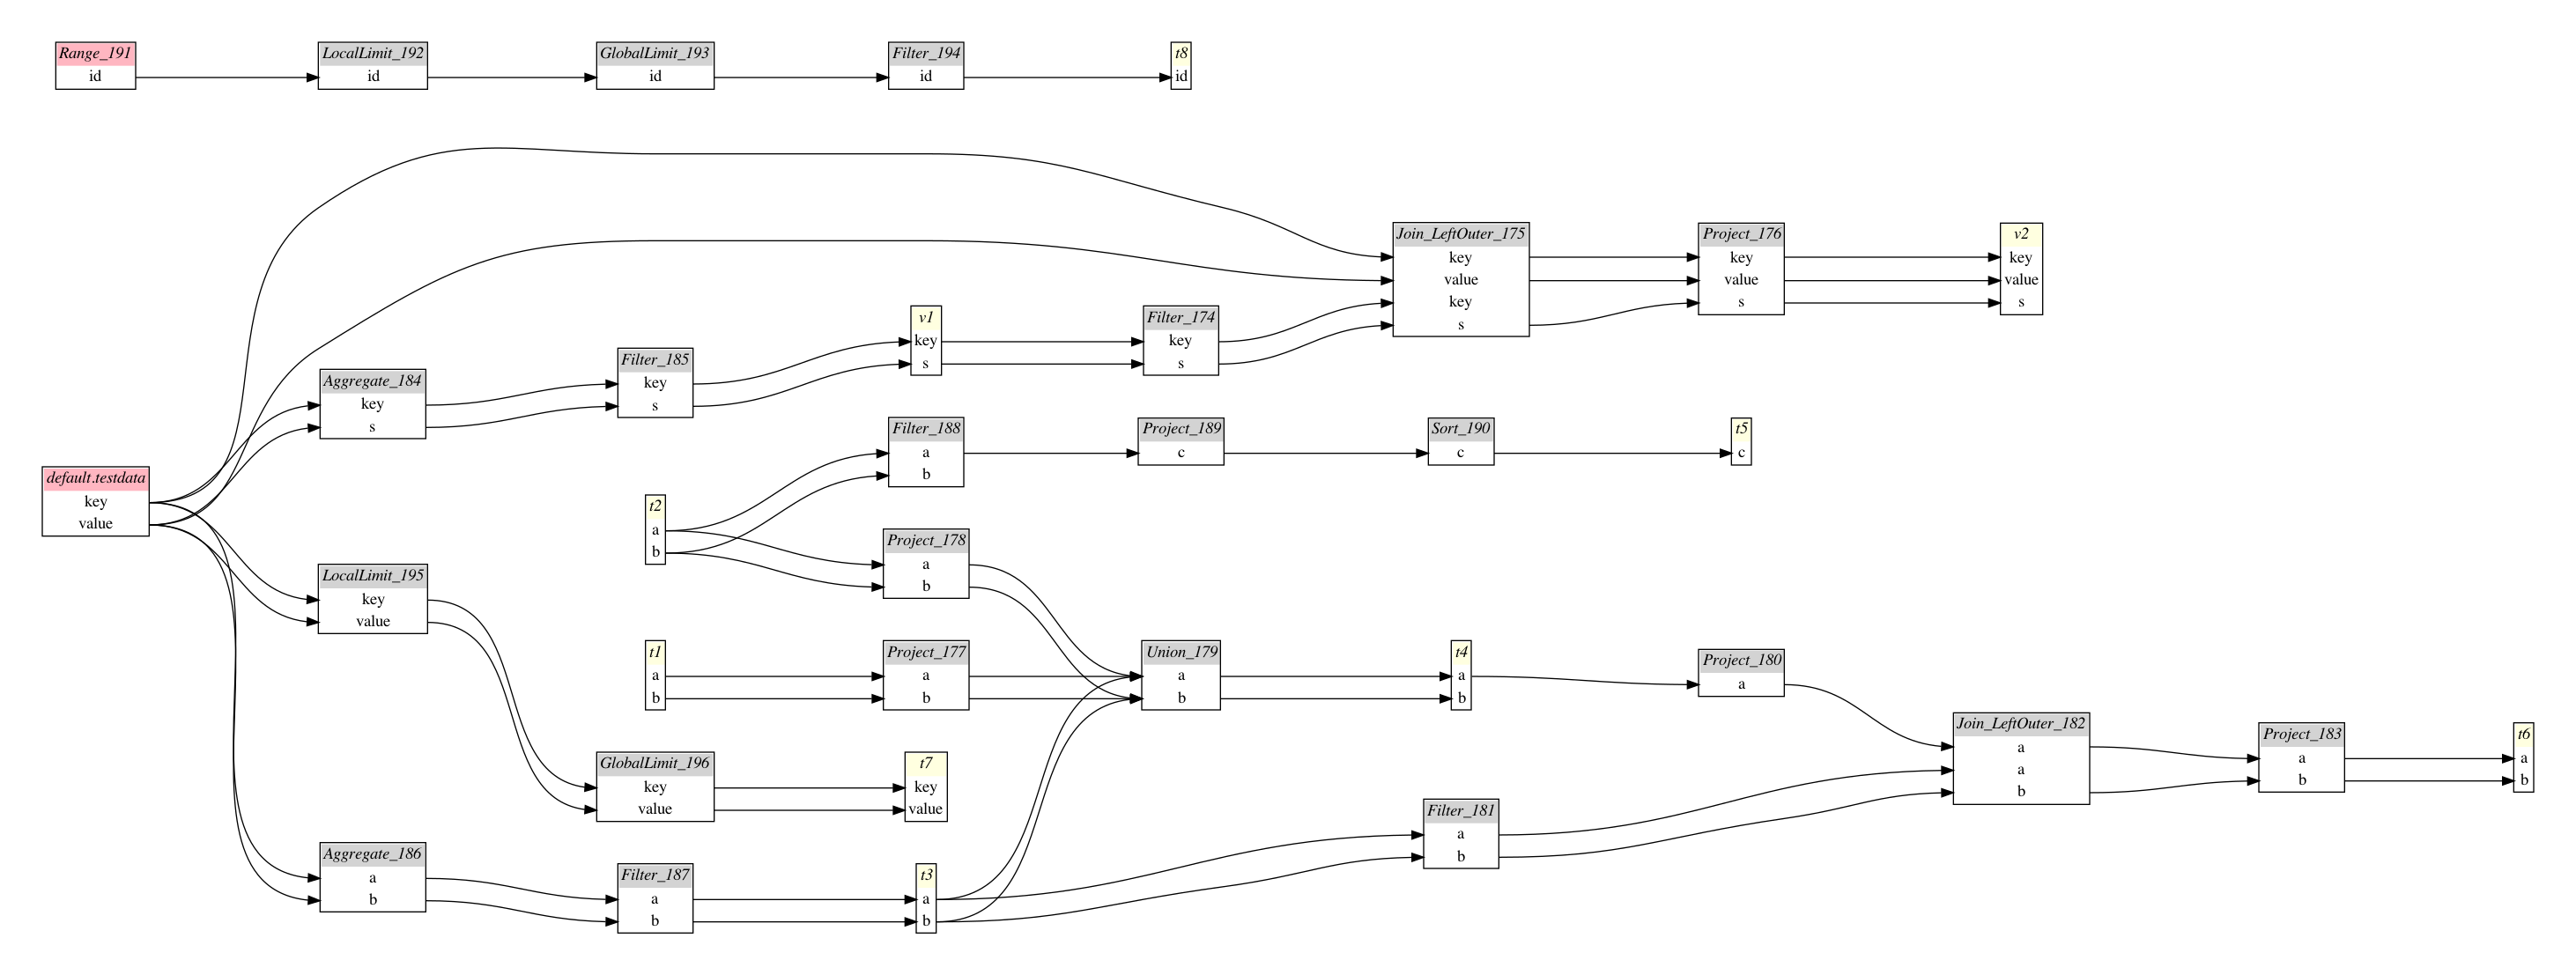 Range_191
id
LocalLimit_192
id
GlobalLimit_193
id
Filter_194
id
t8
id
Join_LeftOuter_175
key
value
key
s
Project_176
key
value
s
v2
key
value
s
v1
key
s
Filter_174
key
s
Filter_185
key
s
Aggregate_184
key
s
Filter_188
a
b
Project_189
c
Sort_190
c
t5
c
default.testdata
key
value
t2
a
b
Project_178
a
b
LocalLimit_195
key
value
t1
a
b
Project_177
a
b
Union_179
a
b
t4
a
b
Project_180
a
Join_LeftOuter_182
a
a
b
Project_183
a
b
t6
a
b
GlobalLimit_196
key
value
t7
key
value
Filter_181
a
b
Aggregate_186
a
b
Filter_187
a
b
t3
a
b